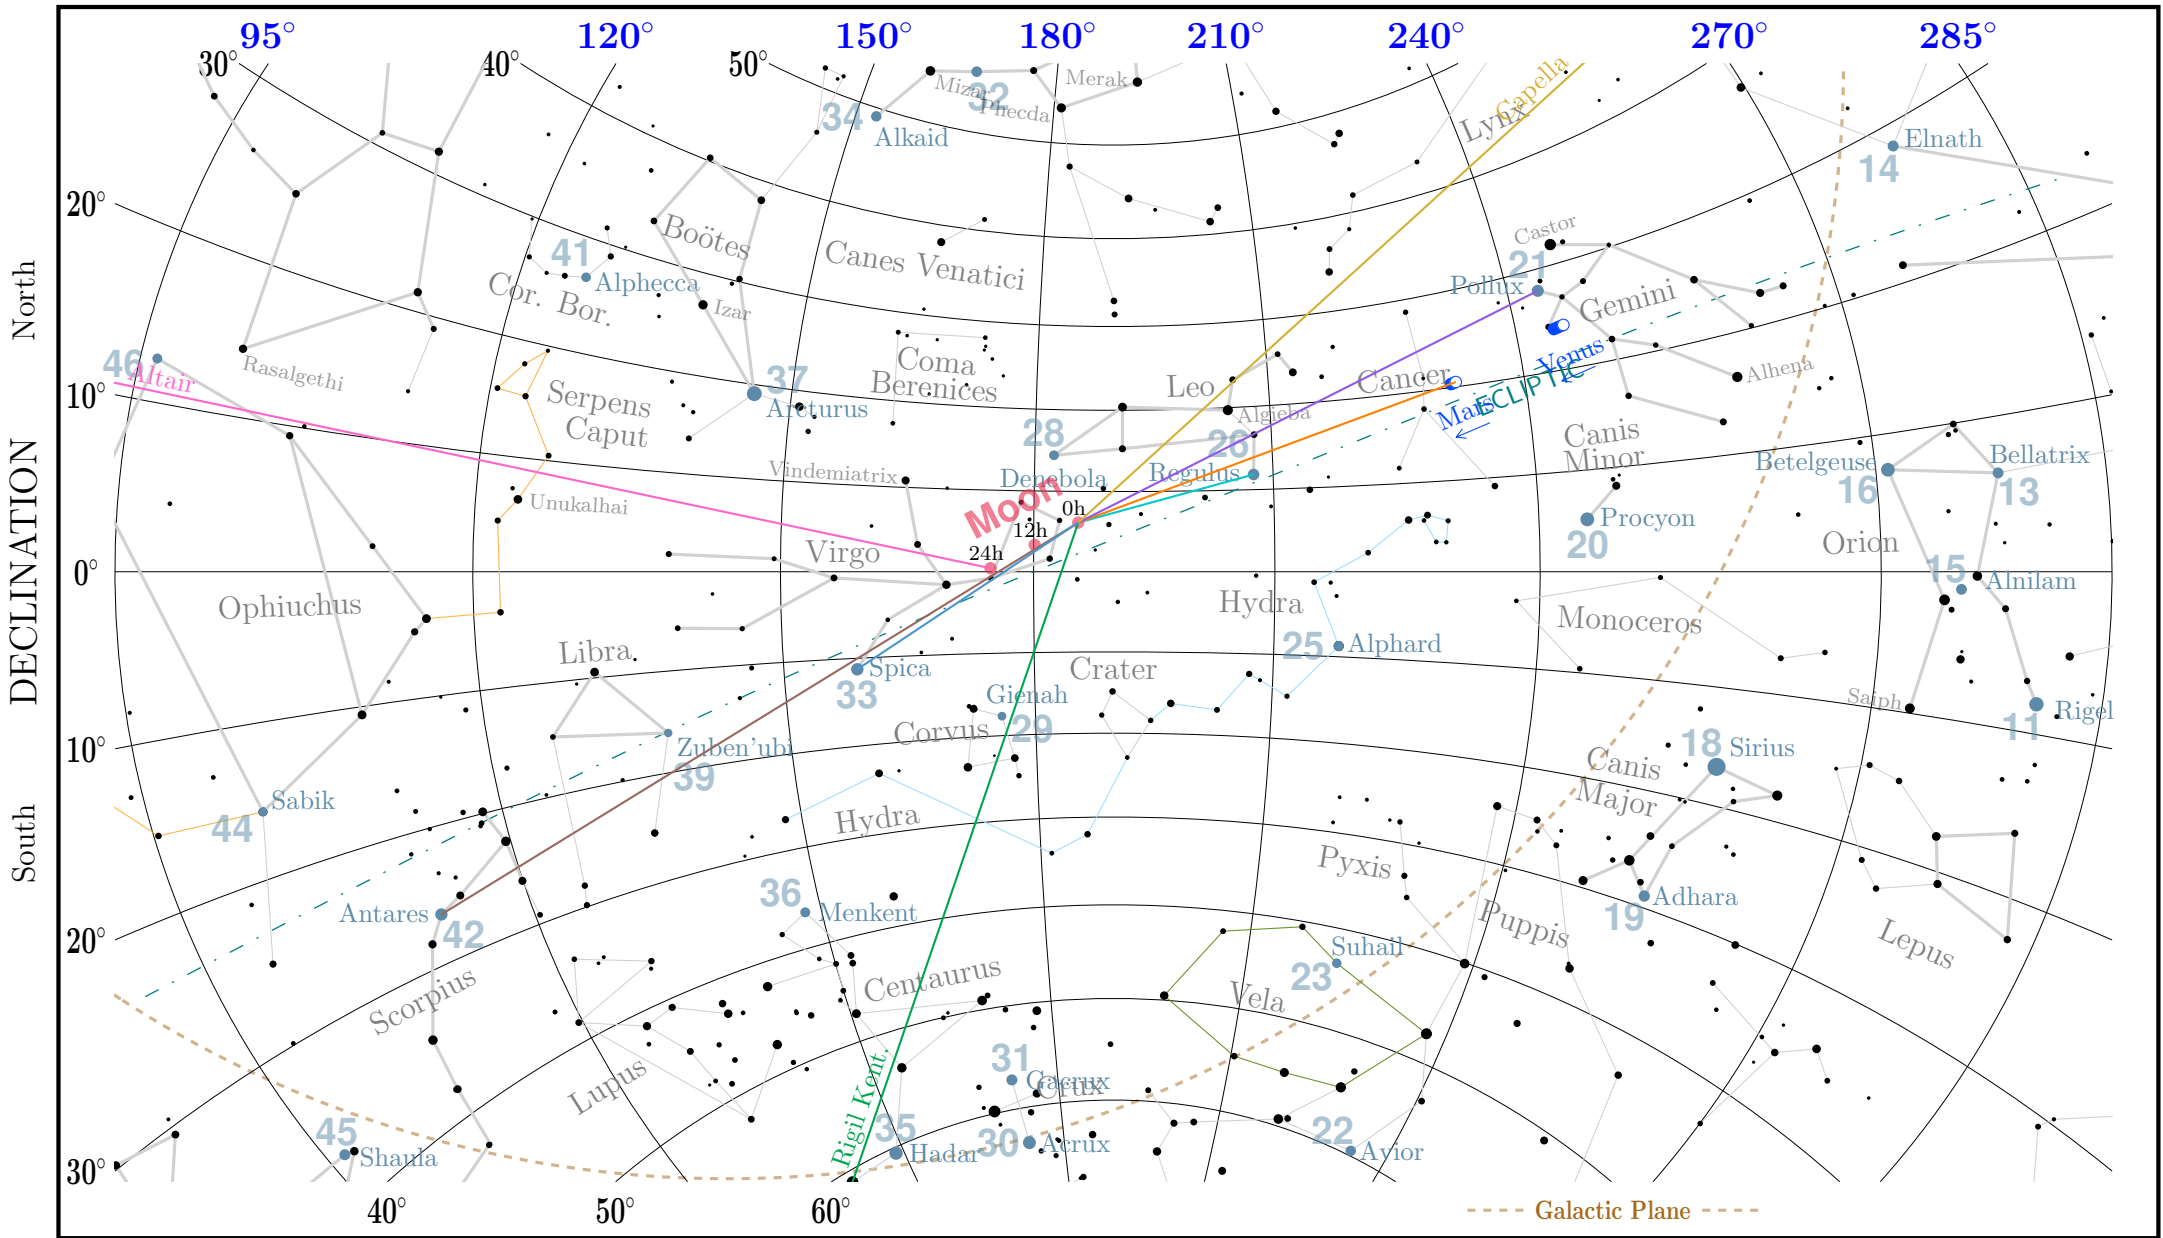 95° 120° 150° 180° 210° 240° 270° 285°
30° 40° 50°
Capella
Mizar 32 Phecda Merak
34 Alkaid
Lynx
Elnath
14
20°
Boötes
Canes Venatici
Castor
41 Alphecca
Cor. Bor.
Izar
21
Pollux
Gemini
North
46 Altair
Rasalgethi
Serpens
Caput
37
Arcturus
Coma
Berenices
Leo
Algieba
Cancer
Venus
Mars
ECLIPTIC
Alhena
10°
28
Denebola
26
Regulus
Canis
Minor
Betelgeuse
16
Bellatrix
13
Vindemiatrix
Unukalhai
Moon
0h
12h
24h
Procyon
20
Orion
DECLINATION
0°
Virgo
15 Alnilam
Ophiuchus
Hydra
Monoceros
Libra
Spica
33
Crater
25 Alphard
Gienah
29
Corvus
Saiph
11 Rigel
10°
Zuben'ubi
39
18 Sirius
Canis
Major
Sabik
44
Hydra
South
Pyxis
36 Menkent
Antares
42
Adhara
19
Puppis
Lepus
20°
Suhail
23
Scorpius
Centaurus
Vela
Lupus
31
Gacrux
Crux
Rigil Kent.
35
Hadar
30 Acrux
22
Avior
45
Shaula
30°
40° 50° 60°
Galactic Plane